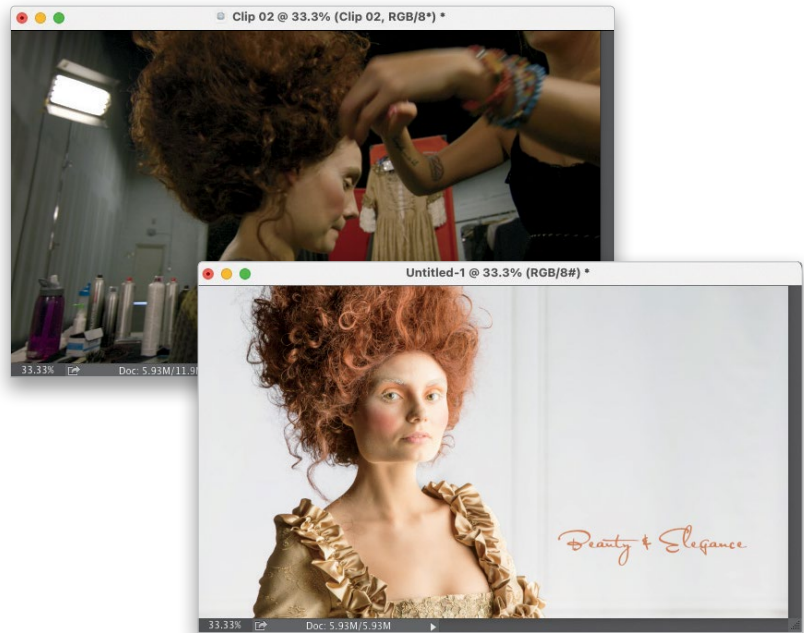 Clip 02 @ 33.3% (Clip 02, RGB/8*) *
33.33% Doc: 5.93M/11.9
Untitled-1 @ 33.3% (RGB/8#) *
Beauty & Elegance
33.33% Doc: 5.93M/5.93M